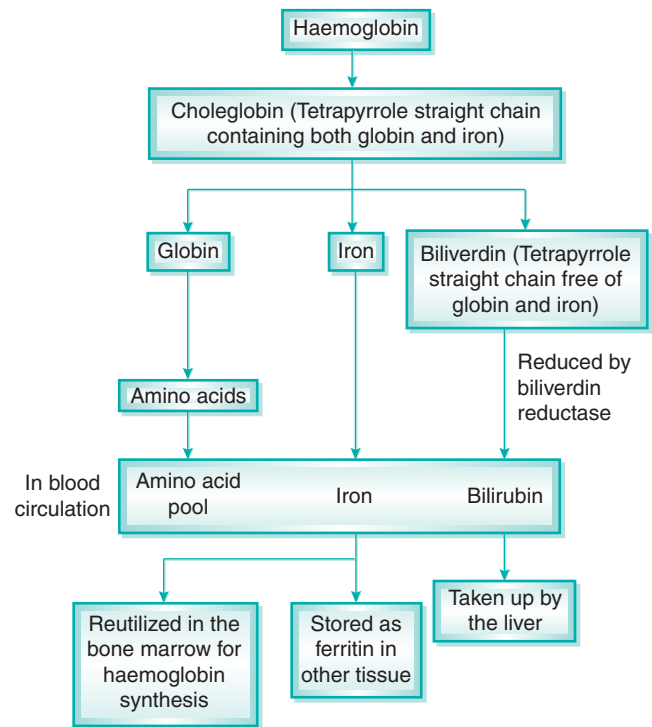 Haemoglobin
Choleglobin (Tetrapyrrole straight chain
containing both globin and iron)
Globin
Iron
Biliverdin (Tetrapyrrole
straight chain free of
globin and iron)
Reduced by
biliverdin
reductase
Amino acids
In blood
circulation
Amino acid
pool
Iron
Bilirubin
Reutilized in the
bone marrow for
haemoglobin
synthesis
Stored as
ferritin in
other tissue
Taken up by
the liver